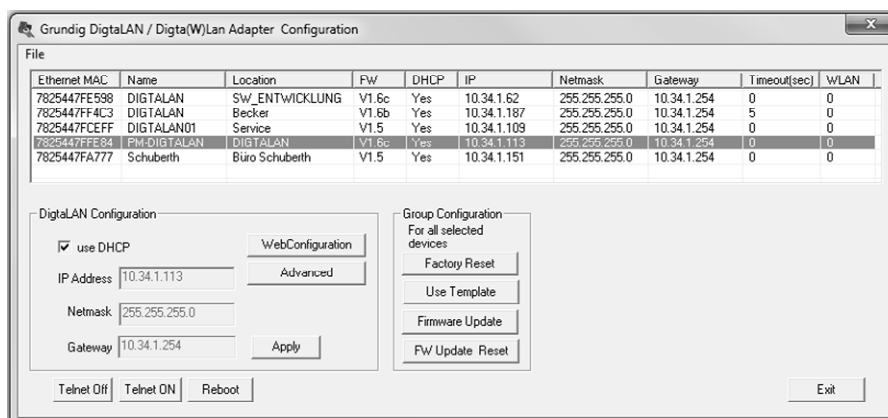 Grundig DigtaLAN / Digta(W)Lan Adapter Configuration
File
Ethernet MAC Name Location FW DHCP IP Netmask Gateway Timeout(sec) WLAN
7825447FE598 DIGTALAN SW_ENTWICKLUNG V1.6c Yes 10.34.1.62 255.255.255.0 10.34.1.254 0 0
7825447FF4C3 DIGTALAN Becker V1.6b Yes 10.34.1.187 255.255.255.0 10.34.1.254 5 0
7825447FCEFF DIGTALAN01 Service V1.5 Yes 10.34.1.109 255.255.255.0 10.34.1.254 0 0
7825447FFE84 PM-DIGTALAN DIGTALAN V1.6c Yes 10.34.1.113 255.255.255.0 10.34.1.254 0 0
7825447FA777 Schuberth Büro Schuberth V1.5 Yes 10.34.1.151 255.255.255.0 10.34.1.254 0 0
DigtaLAN Configuration
use DHCP
WebConfiguration
IP Address 10.34.1.113
Advanced
Netmask 255.255.255.0
Gateway 10.34.1.254
Apply
Group Configuration
For all selected
devices
Factory Reset
Use Template
Firmware Update
FW Update Reset
Telnet Off Telnet ON Reboot
Exit